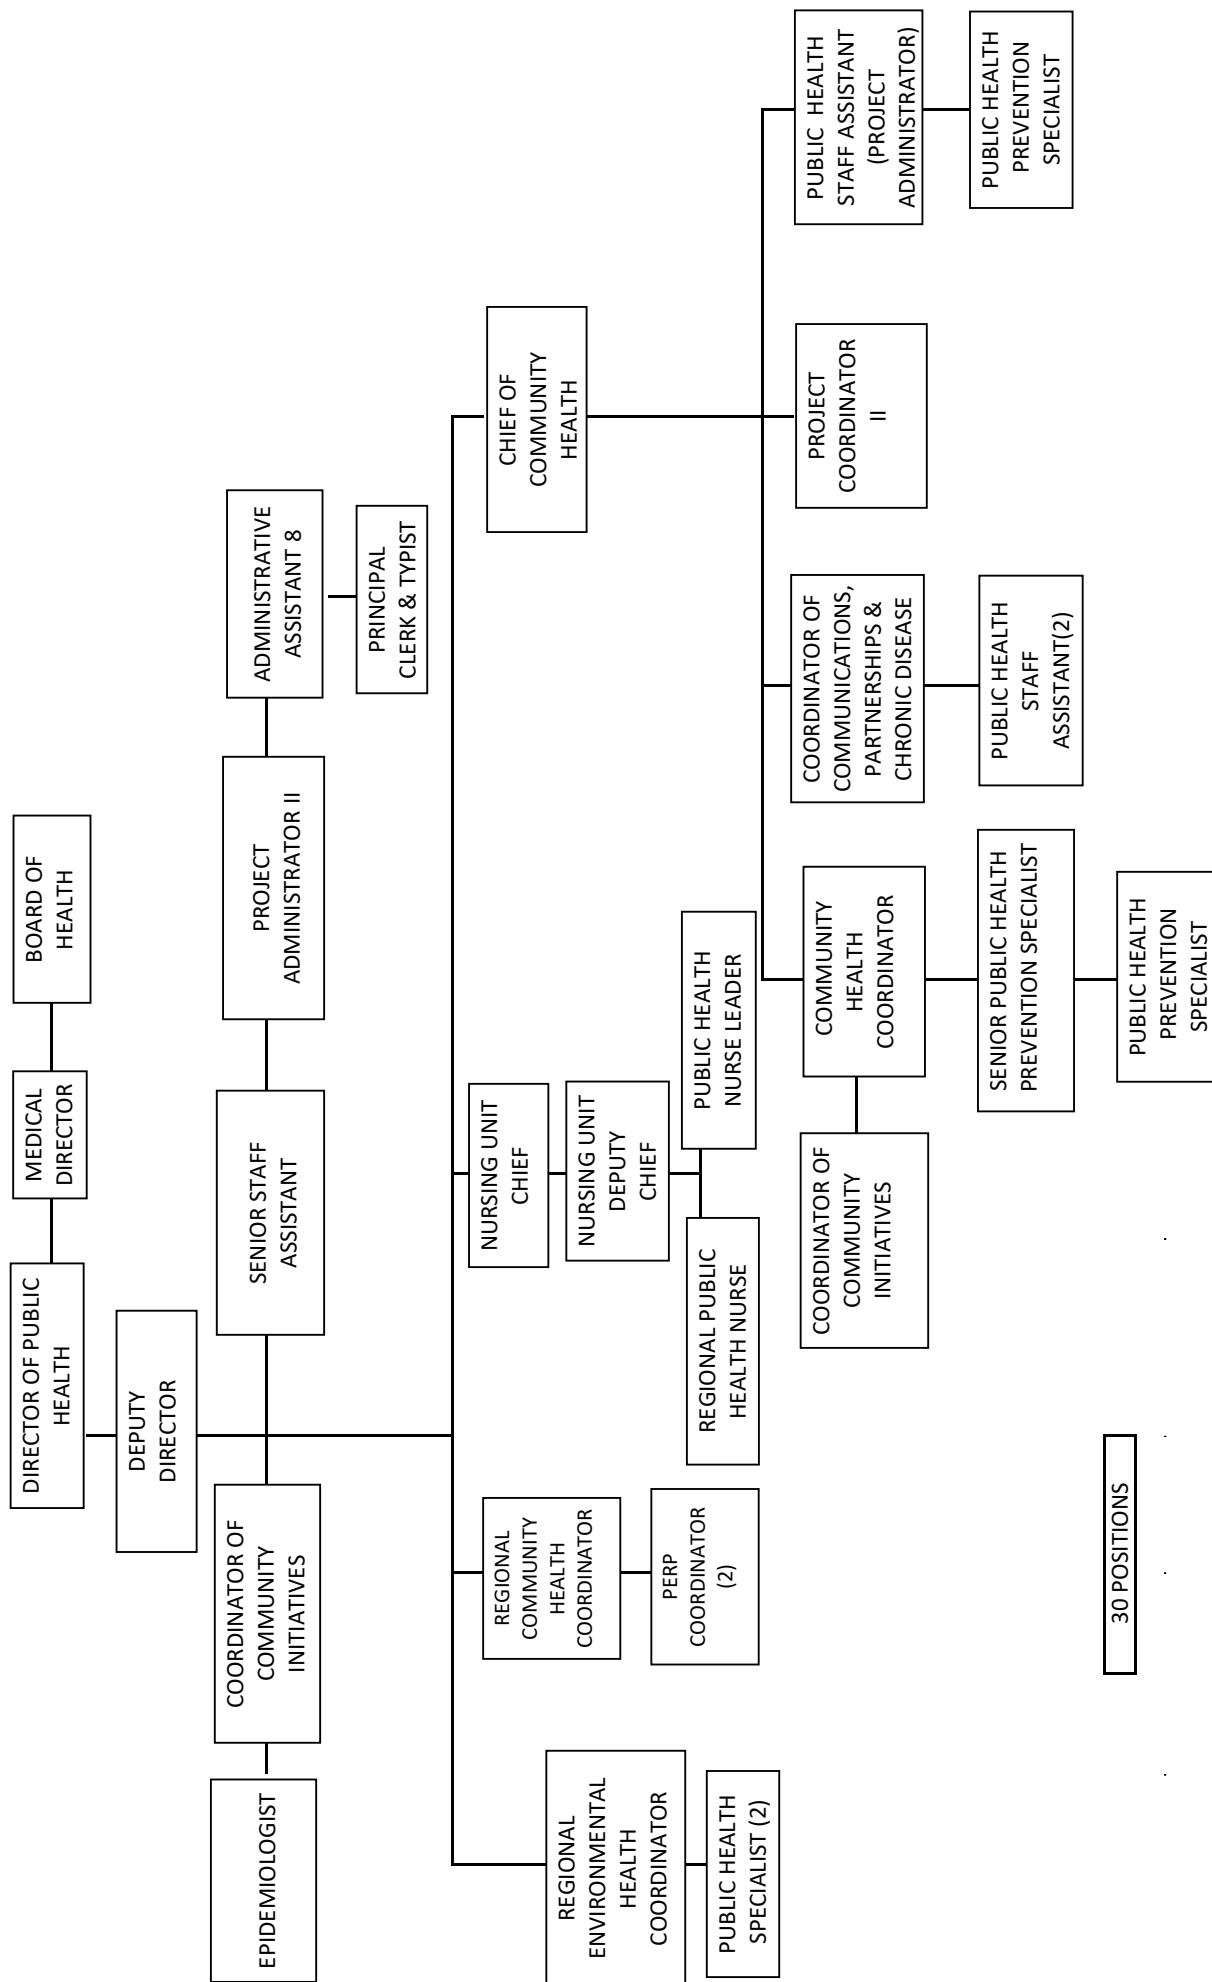 DIRECTOR OF PUBLIC
HEALTH
MEDICAL
DIRECTOR
BOARD OF
HEALTH
DEPUTY
DIRECTOR
EPIDEMIOLOGIST
COORDINATOR OF
COMMUNITY
INITIATIVES
SENIOR STAFF
ASSISTANT
PROJECT
ADMINISTRATOR II
ADMINISTRATIVE
ASSISTANT 8
PRINCIPAL
CLERK & TYPIST
REGIONAL
ENVIRONMENTAL
HEALTH
COORDINATOR
PUBLIC HEALTH
SPECIALIST (2)
REGIONAL
COMMUNITY
HEALTH
COORDINATOR
PERP
COORDINATOR
(2)
NURSING UNIT
CHIEF
NURSING UNIT
DEPUTY
CHIEF
REGIONAL PUBLIC
HEALTH NURSE
PUBLIC HEALTH
NURSE LEADER
CHIEF OF
COMMUNITY
HEALTH
COORDINATOR OF
COMMUNITY
INITIATIVES
COMMUNITY
HEALTH
COORDINATOR
SENIOR PUBLIC HEALTH
PREVENTION SPECIALIST
PUBLIC HEALTH
PREVENTION
SPECIALIST
COORDINATOR OF
COMMUNICATIONS,
PARTNERSHIPS &
CHRONIC DISEASE
PUBLIC HEALTH
STAFF
ASSISTANT(2)
PROJECT
COORDINATOR
II
PUBLIC HEALTH
STAFF ASSISTANT
(PROJECT
ADMINISTRATOR)
PUBLIC HEALTH
PREVENTION
SPECIALIST
30 POSITIONS